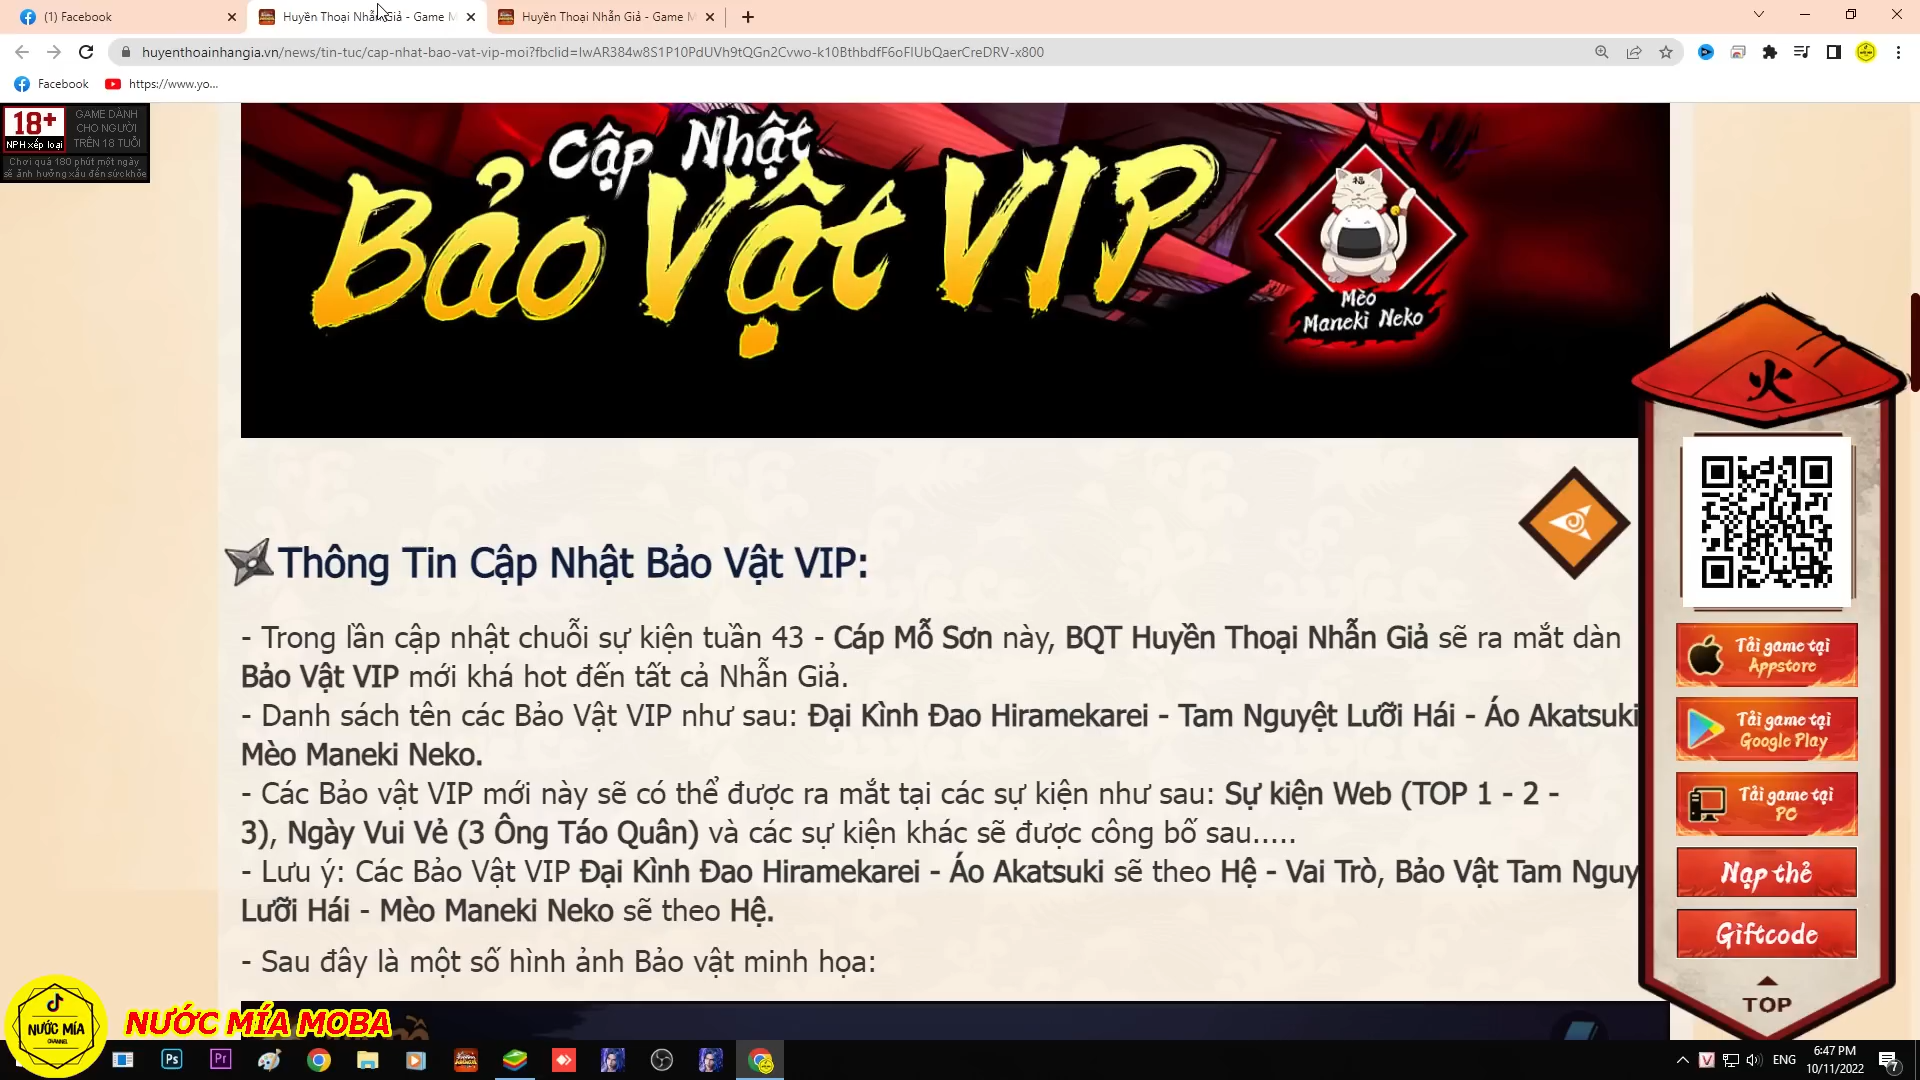 (1) Facebook
Huyền Thoại Nhẫn Giả - Game M
Huyền Thoại Nhẫn Giả - Game M
huyenthoainhangia.vn/news/tin-tuc/cap-nhat-bao-vat-vip-moi?fbclid=IwAR384w8S1P10PdUVh9tQGn2Cvwo-k10BthbdfF6oFlUbQaerCreDRV-x800
Facebook
https://www.yo...
18+
NPH xếp loại
GAME DÀNH
CHO NGƯỜI
TRÊN 18 TUỔI
Chơi quá 180 phút một ngày
sẽ ảnh hưởng xấu đến sức khỏe
Cập Nhật
Bảo Vật VIP
福
Mèo
Maneki Neko
火
Thông Tin Cập Nhật Bảo Vật VIP:
- Trong lần cập nhật chuỗi sự kiện tuần 43 - Cáp Mỗ Sơn này, BQT Huyền Thoại Nhẫn Giả sẽ ra mắt dàn
Bảo Vật VIP mới khá hot đến tất cả Nhẫn Giả.
- Danh sách tên các Bảo Vật VIP như sau: Đại Kình Đao Hiramekarei - Tam Nguyệt Lưỡi Hái - Áo Akatsuki
Mèo Maneki Neko.
- Các Bảo vật VIP mới này sẽ có thể được ra mắt tại các sự kiện như sau: Sự kiện Web (TOP 1 - 2 -
3), Ngày Vui Vẻ (3 Ông Táo Quân) và các sự kiện khác sẽ được công bố sau.....
- Lưu ý: Các Bảo Vật VIP Đại Kình Đao Hiramekarei - Áo Akatsuki sẽ theo Hệ - Vai Trò, Bảo Vật Tam Nguy
Lưỡi Hái - Mèo Maneki Neko sẽ theo Hệ.
- Sau đây là một số hình ảnh Bảo vật minh họa:
Tải game tại
Appstore
Tải game tại
Google Play
Tải game tại
PC
Nạp thẻ
Giftcode
TOP
NƯỚC MÍA
CHANNEL
NƯỚC MÍA MOBA
Ps
Pr
V
ENG
6:47 PM
10/11/2022
7